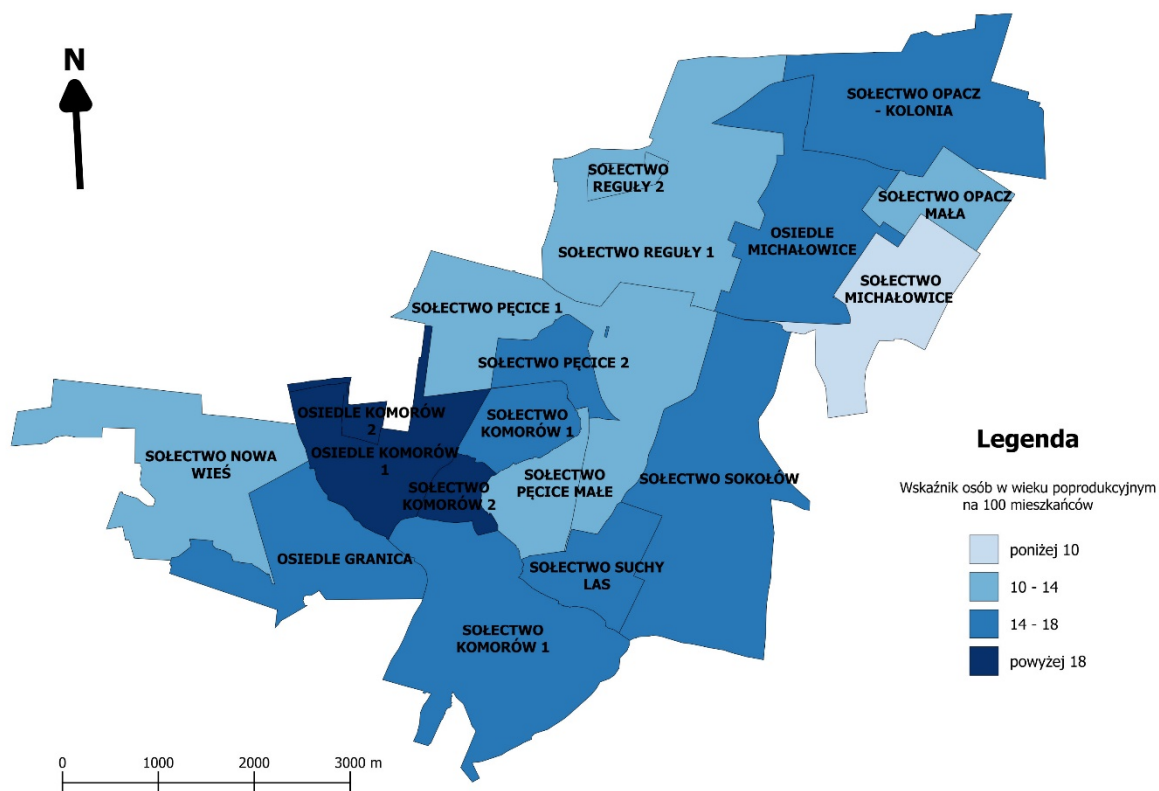 N
SOŁECTWO OPACZ
- KOLONIA
SOŁECTWO
REGUŁY 2
SOŁECTWO OPACZ
MAŁA
OSIEDLE
MICHAŁOWICE
SOŁECTWO REGUŁY 1
SOŁECTWO
MICHAŁOWICE
SOŁECTWO PĘCICE 1
SOŁECTWO PĘCICE 2
OSIEDLE KOMORÓW
2
SOŁECTWO
KOMORÓW 1
OSIEDLE KOMORÓW
1
SOŁECTWO NOWA
WIEŚ
SOŁECTWO
KOMORÓW 2
SOŁECTWO
PĘCICE MAŁE
SOŁECTWO SOKOŁÓW
OSIEDLE GRANICA
SOŁECTWO SUCHY
LAS
SOŁECTWO
KOMORÓW 1
Legenda
Wskaźnik osób w wieku poprodukcyjnym
na 100 mieszkańców
poniżej 10
10 - 14
14 - 18
powyżej 18
0 1000 2000 3000 m